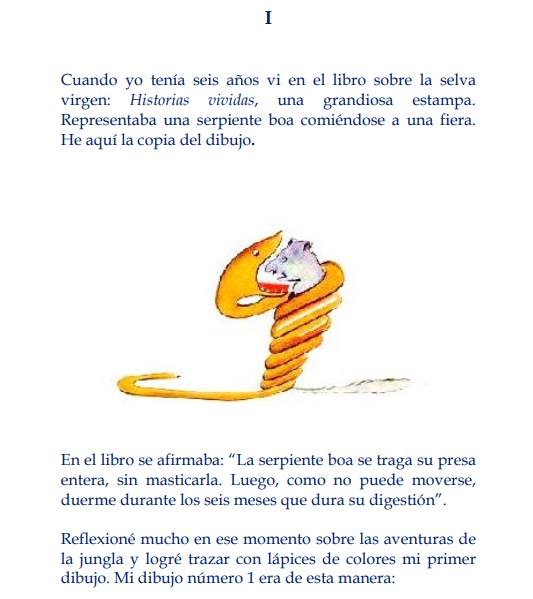 I
Cuando yo tenía seis años vi en el libro sobre la selva
virgen: Historias vividas, una grandiosa estampa.
Representaba una serpiente boa comiéndose a una fiera.
He aquí la copia del dibujo.
En el libro se afirmaba: “La serpiente boa se traga su presa
entera, sin masticarla. Luego, como no puede moverse,
duerme durante los seis meses que dura su digestión”.
Reflexioné mucho en ese momento sobre las aventuras de
la jungla y logré trazar con lápices de colores mi primer
dibujo. Mi dibujo número 1 era de esta manera: